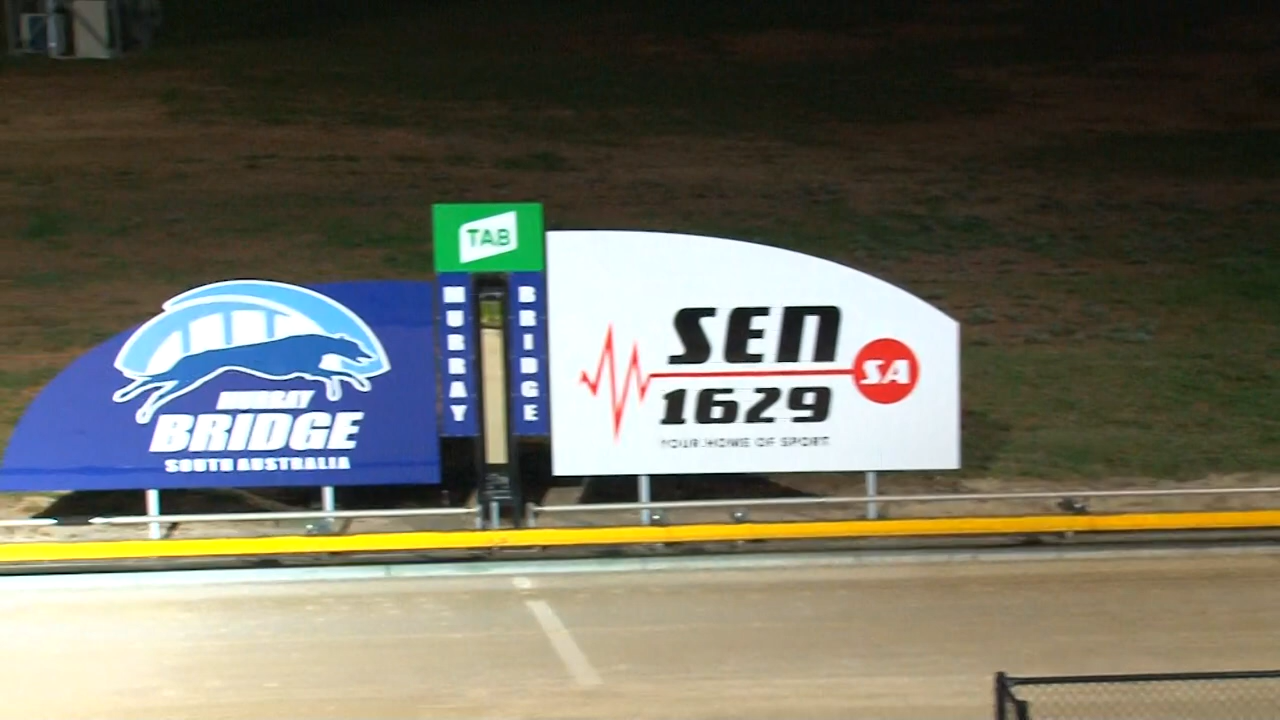 TAB
MURRAY
BRIDGE
MURRAY
BRIDGE
SOUTH AUSTRALIA
SEN
SA
1629
YOUR HOME OF SPORT